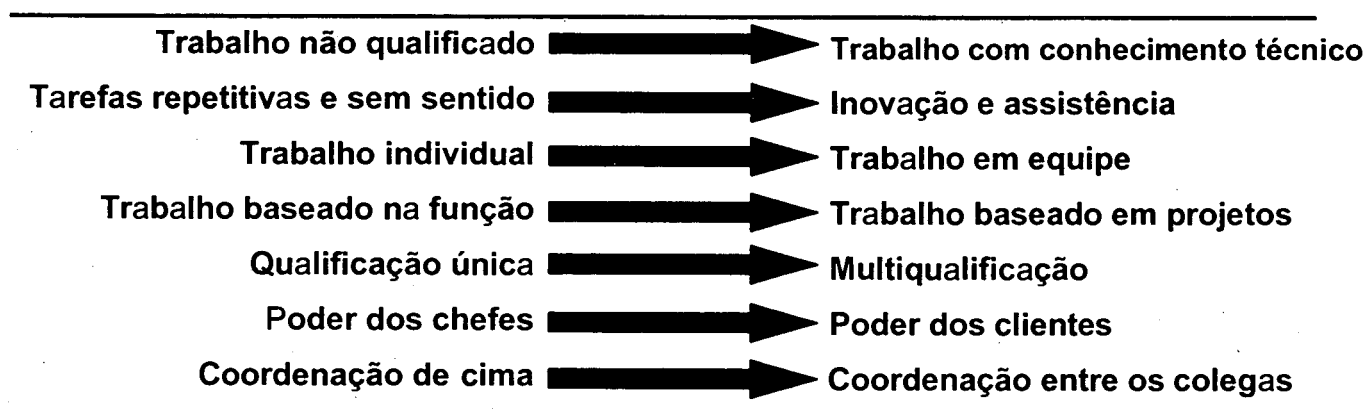 Trabalho não qualificado Trabalho com conhecimento técnico
Tarefas repetitivas e sem sentido Inovação e assistência
Trabalho individual Trabalho em equipe
Trabalho baseado na função Trabalho baseado em projetos
Qualificação única Multiqualificação
Poder dos chefes Poder dos clientes
Coordenação de cima Coordenação entre os colegas